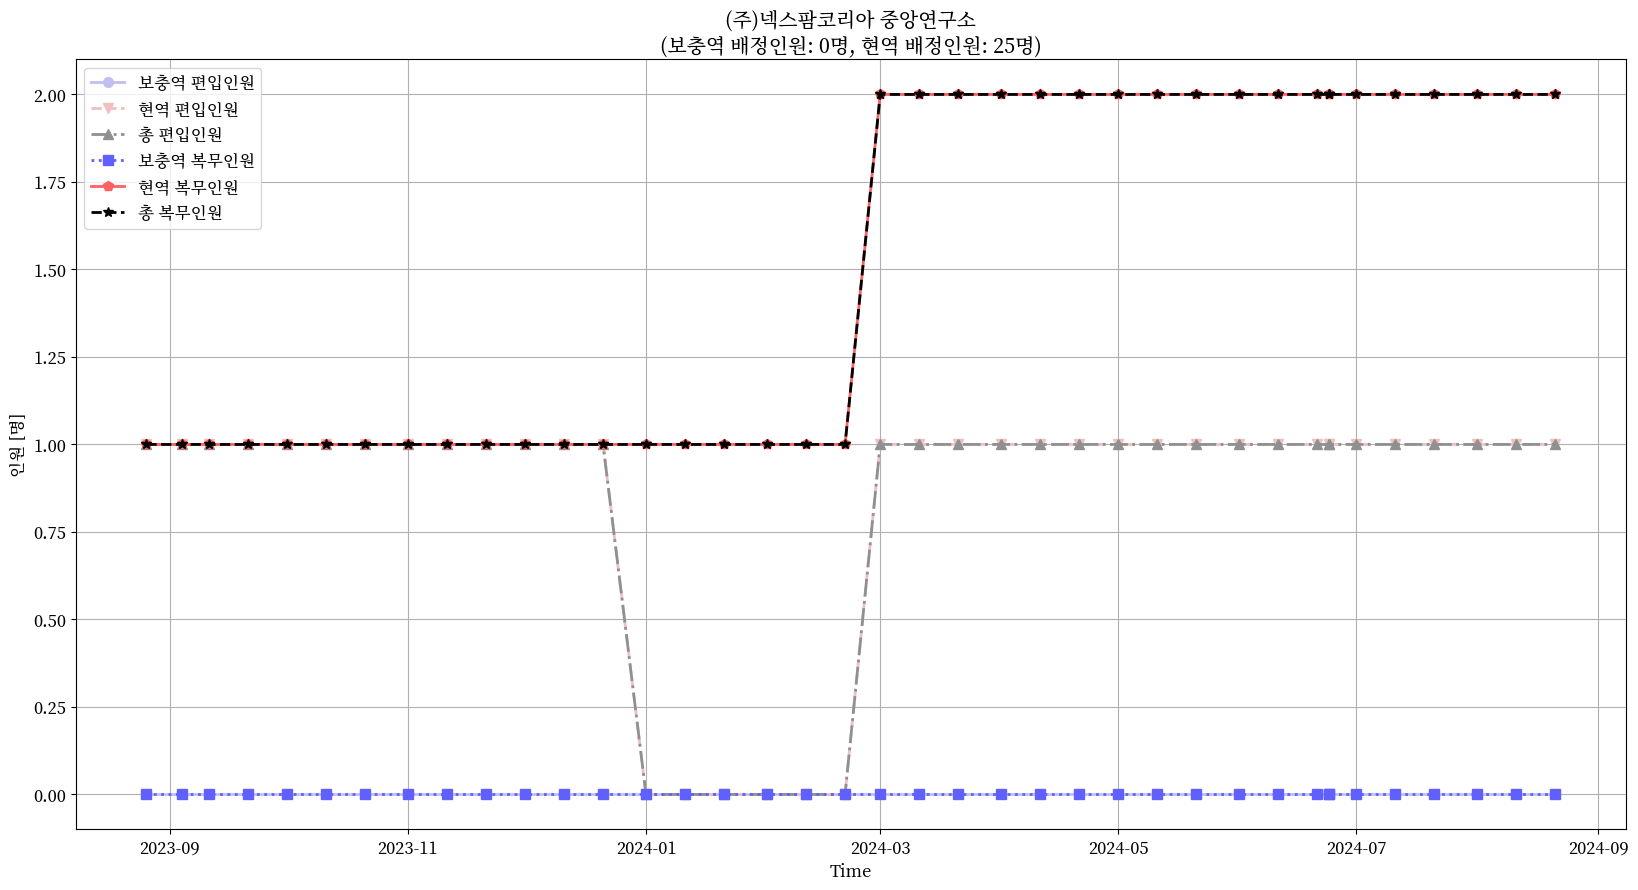 (주)넥스팜코리아 중앙연구소
(보충역 배정인원: 0명, 현역 배정인원: 25명)
보충역 편입인원
현역 편입인원
총 편입인원
보충역 복무인원
현역 복무인원
총 복무인원
인원 [명]
2.00
1.75
1.50
1.25
1.00
0.75
0.50
0.25
0.00
2023-09
2023-11
2024-01
2024-03
2024-05
2024-07
2024-09
Time